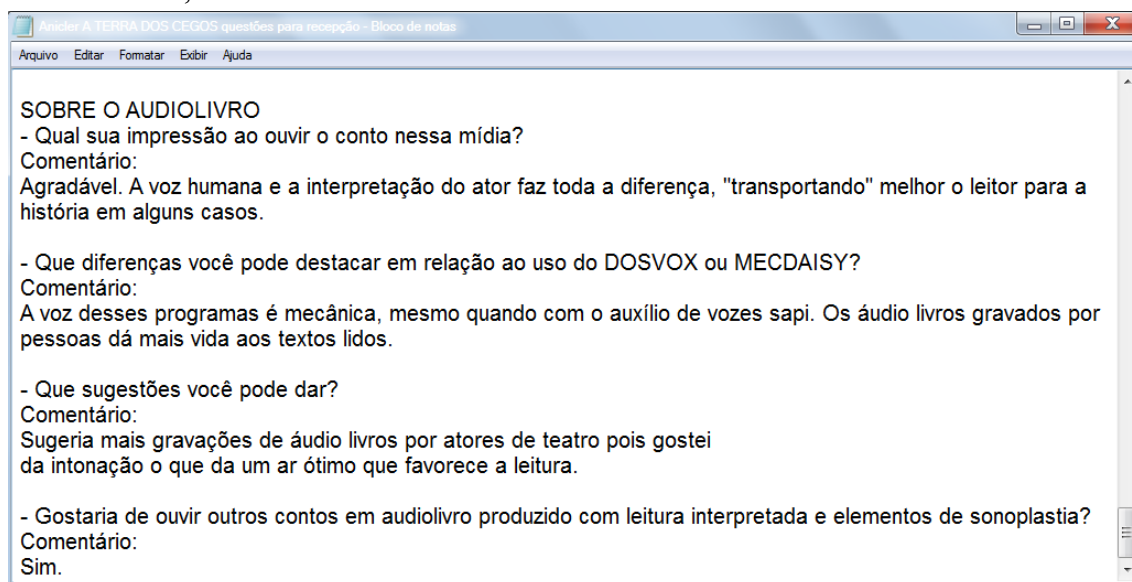 Anicler A TERRA DOS CEGOS questões para recepção - Bloco de notas
Arquivo Editar Formatar Exibir Ajuda
SOBRE O AUDIOLIVRO
- Qual sua impressão ao ouvir o conto nessa mídia?
Comentário:
Agradável. A voz humana e a interpretação do ator faz toda a diferença, "transportando" melhor o leitor para a
história em alguns casos.
- Que diferenças você pode destacar em relação ao uso do DOSVOX ou MECDAISY?
Comentário:
A voz desses programas é mecânica, mesmo quando com o auxílio de vozes sapi. Os áudio livros gravados por
pessoas dá mais vida aos textos lidos.
- Que sugestões você pode dar?
Comentário:
Sugeria mais gravações de áudio livros por atores de teatro pois gostei
da intonação o que da um ar ótimo que favorece a leitura.
- Gostaria de ouvir outros contos em audiolivro produzido com leitura interpretada e elementos de sonoplastia?
Comentário:
Sim.